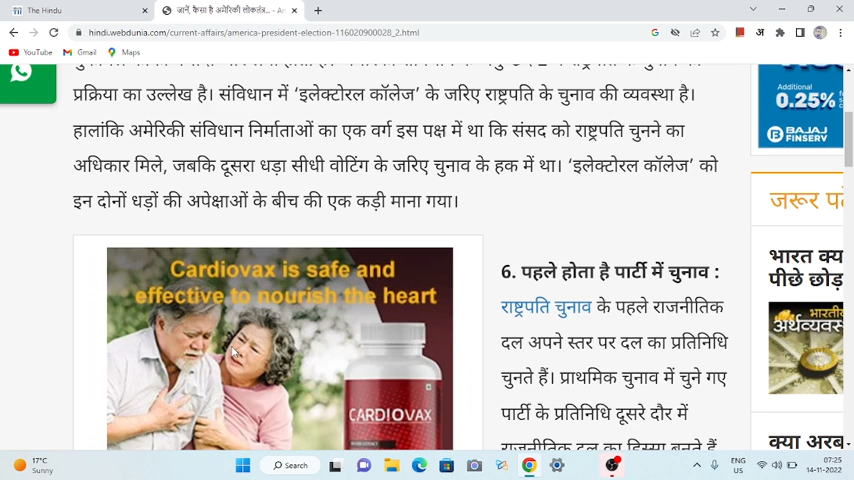 The Hindu
जानें, कैसा है अमेरिकी लोकतंत्र... - A
hindi.webdunia.com/current-affairs/america-president-election-116020900028_2.html
YouTube
Gmail
Maps
प्रक्रिया का उल्लेख है। संविधान में 'इलेक्टोरल कॉलेज' के जरिए राष्ट्रपति के चुनाव की व्यवस्था है।
हालांकि अमेरिकी संविधान निर्माताओं का एक वर्ग इस पक्ष में था कि संसद को राष्ट्रपति चुनने का
अधिकार मिले, जबकि दूसरा धड़ा सीधी वोटिंग के जरिए चुनाव के हक में था। 'इलेक्टोरल कॉलेज' को
इन दोनों धड़ों की अपेक्षाओं के बीच की एक कड़ी माना गया।
Cardiovax is safe and
effective to nourish the heart
CARDIOVAX
6. पहले होता है पार्टी में चुनाव :
राष्ट्रपति चुनाव के पहले राजनीतिक
दल अपने स्तर पर दल का प्रतिनिधि
चुनते हैं। प्राथमिक चुनाव में चुने गए
पार्टी के प्रतिनिधि दूसरे दौर में
राजनीतिक दल का हिस्सा बनते हैं
Additional
0.25%
BAJAJ
FINSERV
जरूर
भारत क्य
पीछे छोड़
भारतीय
अर्थव्यवस्
क्या अरब
17°C
Sunny
Search
ENG
US
07:25
14-11-2022